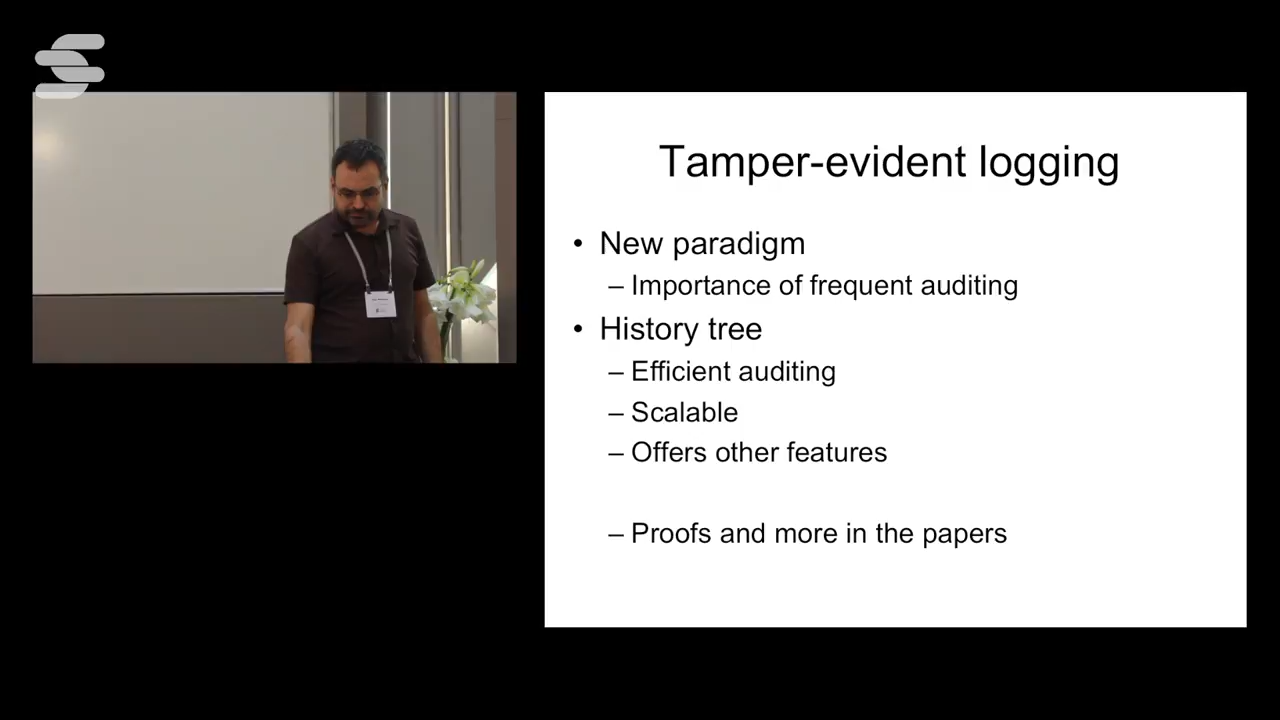 Tamper-evident logging
• New paradigm
– Importance of frequent auditing
• History tree
– Efficient auditing
– Scalable
– Offers other features
– Proofs and more in the papers